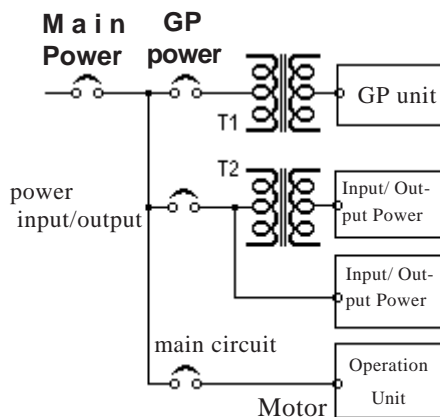 Main
Power
GP
power
T1
GP unit
T2
power
input/output
Input/ Out-
put Power
Input/ Out-
put Power
main circuit
Operation
Unit
Motor